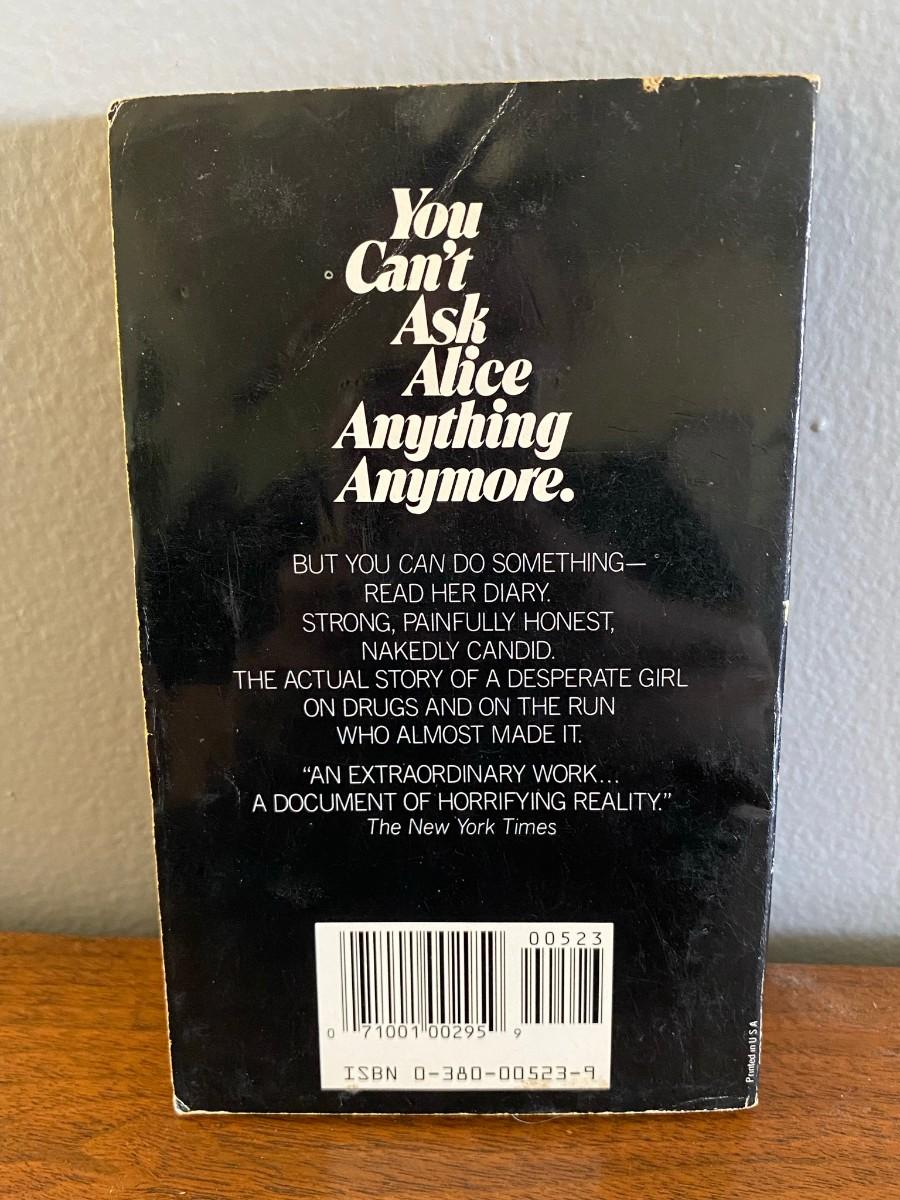 You
Can't
Ask
Alice
Anything
Anymore.
BUT YOU CAN DO SOMETHING—
READ HER DIARY.
STRONG, PAINFULLY HONEST,
NAKEDLY CANDID.
THE ACTUAL STORY OF A DESPERATE GIRL
ON DRUGS AND ON THE RUN
WHO ALMOST MADE IT.
“AN EXTRAORDINARY WORK...
A DOCUMENT OF HORRIFYING REALITY.”
The New York Times
00523
0 71001 00295 9
ISBN 0-380-00523-9
Printed in U S A